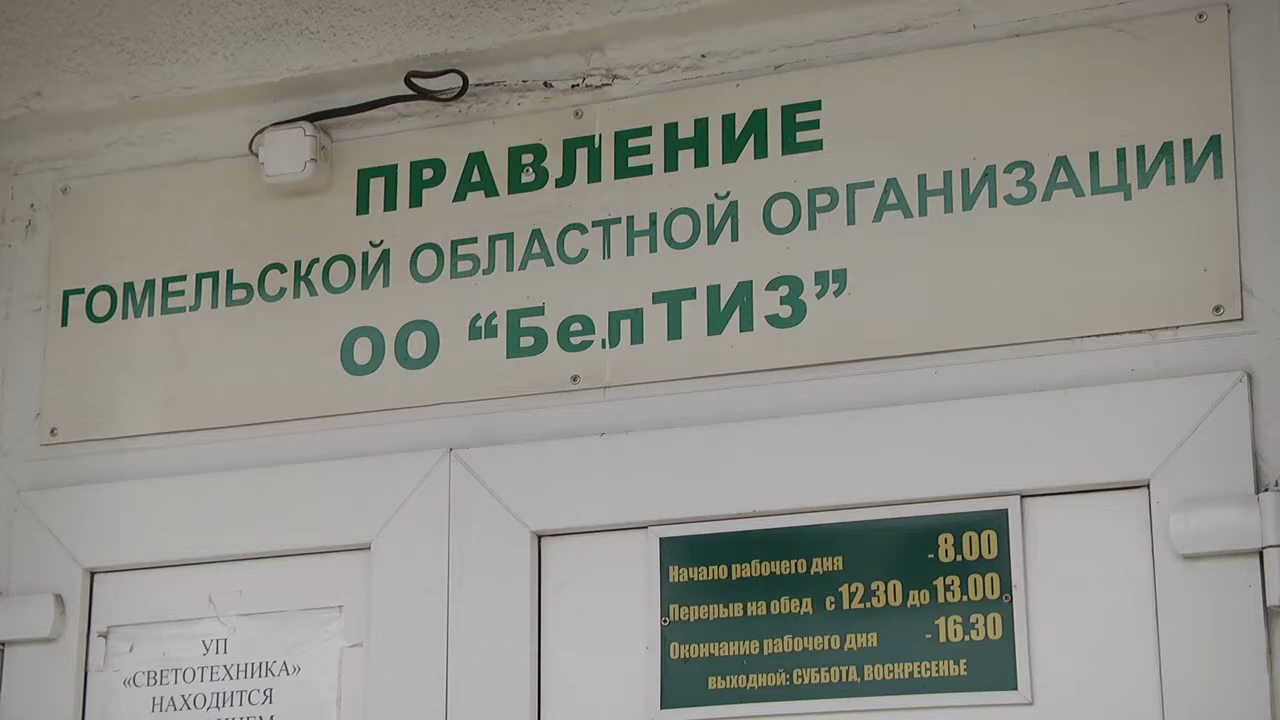 ПРАВЛЕНИЕ
ГОМЕЛЬСКОЙ ОБЛАСТНОЙ ОРГАНИЗАЦИИ
ОО “БелТИЗ”
Начало рабочего дня - 8.00
Перерыв на обед с 12.30 до 13.00
Окончание рабочего дня - 16.30
выходной: СУББОТА, ВОСКРЕСЕНЬЕ
УП
«СВЕТОТЕХНИКА»
НАХОДИТСЯ